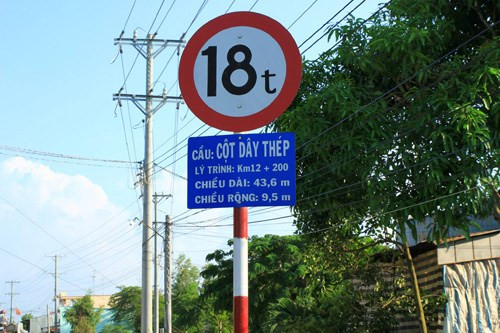 18t
CẦU: CỘT DÂY THÉP
LÝ TRÌNH: Km12 + 200
CHIỀU DÀI: 43,6 m
CHIỀU RỘNG: 9,5 m